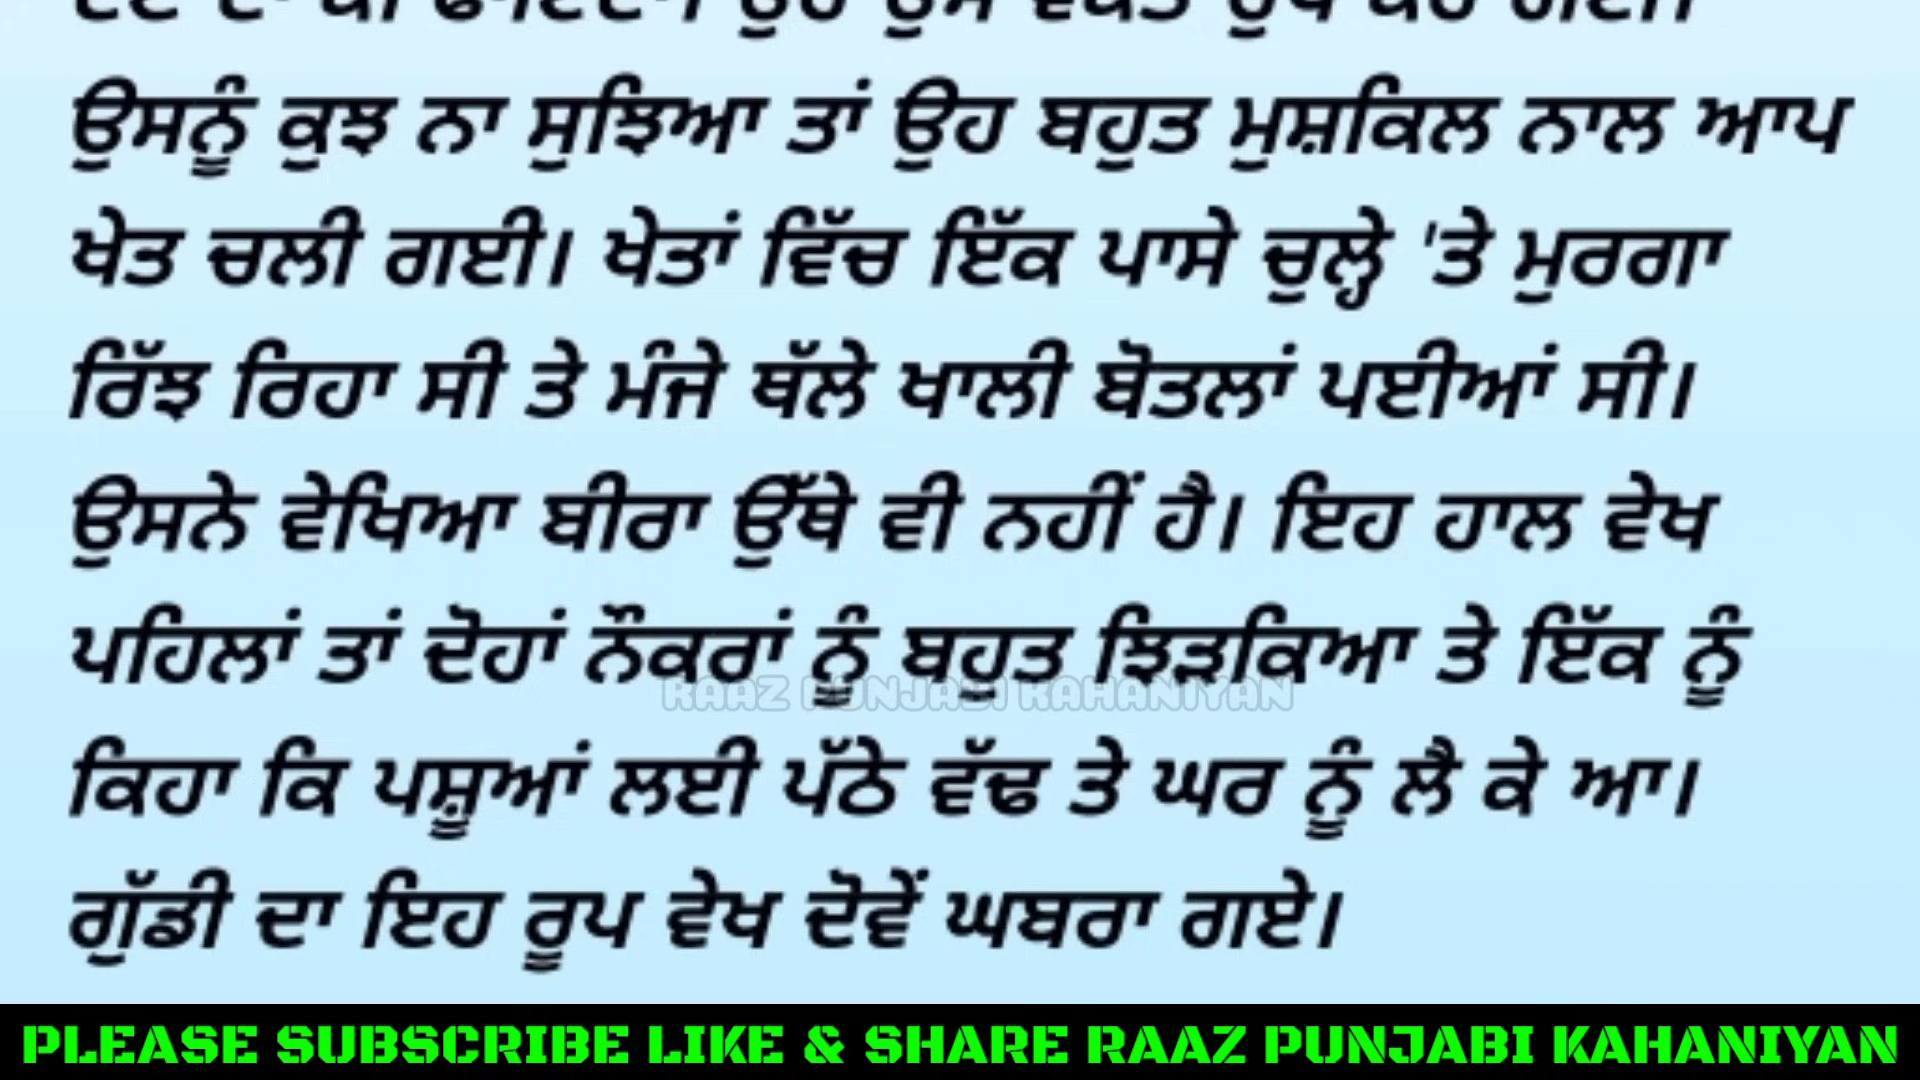 ਉਸਨੂੰ ਕੁਝ ਨਾ ਸੁਝਿਆ ਤਾਂ ਉਹ ਬਹੁਤ ਮੁਸ਼ਕਿਲ ਨਾਲ ਆਪ
ਖੇਤ ਚਲੀ ਗਈ। ਖੇਤਾਂ ਵਿੱਚ ਇੱਕ ਪਾਸੇ ਚੁਲ੍ਹੇ 'ਤੇ ਮੁਰਗਾ
ਰਿੱਝ ਰਿਹਾ ਸੀ ਤੇ ਮੰਜੇ ਥੱਲੇ ਖਾਲੀ ਬੋਤਲਾਂ ਪਈਆਂ ਸੀ।
ਉਸਨੇ ਵੇਖਿਆ ਬੀਰਾ ਉੱਥੇ ਵੀ ਨਹੀਂ ਹੈ। ਇਹ ਹਾਲ ਵੇਖ
ਪਹਿਲਾਂ ਤਾਂ ਦੋਹਾਂ ਨੌਕਰਾਂ ਨੂੰ ਬਹੁਤ ਝਿੜਕਿਆ ਤੇ ਇੱਕ ਨੂੰ
RAAZ PUNJABI KAHANIYAN
ਕਿਹਾ ਕਿ ਪਸ਼ੂਆਂ ਲਈ ਪੱਠੇ ਵੱਢ ਤੇ ਘਰ ਨੂੰ ਲੈ ਕੇ ਆ।
ਗੁੱਡੀ ਦਾ ਇਹ ਰੂਪ ਵੇਖ ਦੋਵੇਂ ਘਬਰਾ ਗਏ।
PLEASE SUBSCRIBE LIKE & SHARE RAAZ PUNJABI KAHANIYAN